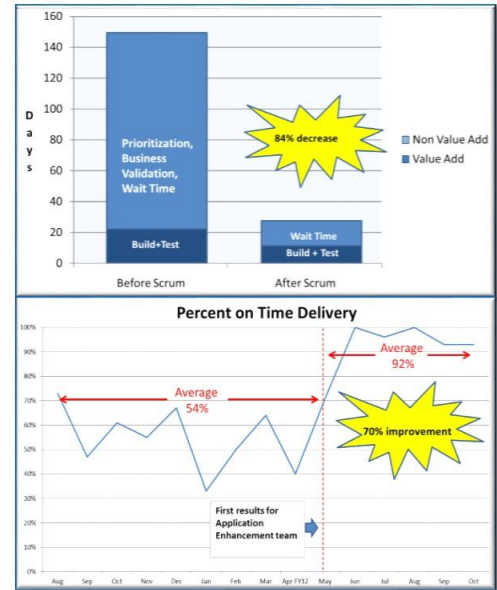 160
140
120
100
80
60
40
20
0
Days
Prioritization,
Business
Validation,
Wait Time
Build+Test
84% decrease
Wait Time
Build + Test
Non Value Add
Value Add
Before Scrum
After Scrum
Percent on Time Delivery
100%
90%
80%
70%
60%
50%
40%
30%
20%
10%
0%
Average
54%
Average
92%
70% improvement
First results for
Application
Enhancement team
Aug Sep Oct Nov Dec Jan Feb Mar Apr FY12 May Jun Jul Aug Sep Oct